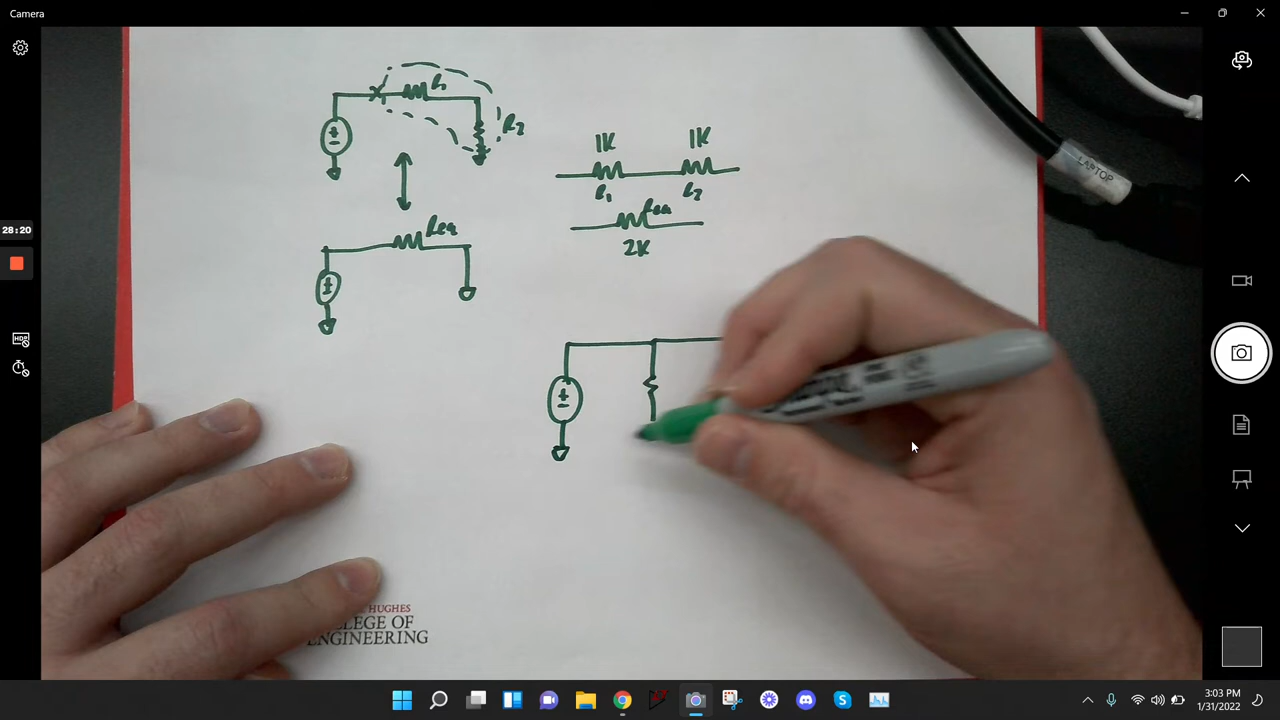 Camera
28:20
R1
R2
Req
1K 1K
R1 R2
Req
2K
LAPTOP
HUGHES
LLEGE OF
ENGINEERING
3:03 PM
1/31/2022